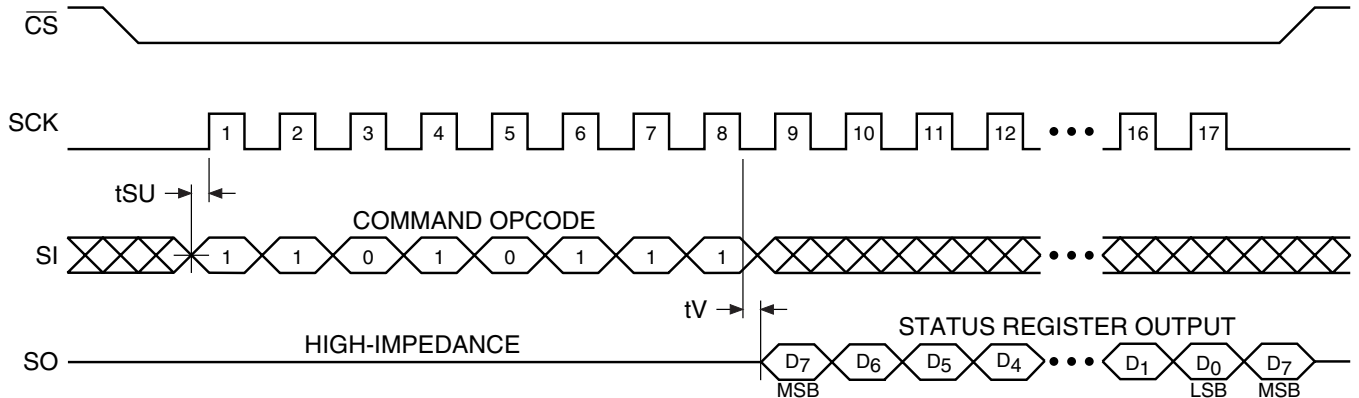 CS
SCK 1 2 3 4 5 6 7 8 9 10 11 12 ••• 16 17
tSU
COMMAND OPCODE
SI 1 1 0 1 0 1 1 1 •••
tV
HIGH-IMPEDANCE STATUS REGISTER OUTPUT
SO D7 D6 D5 D4 ••• D1 D0 D7
MSB LSB MSB